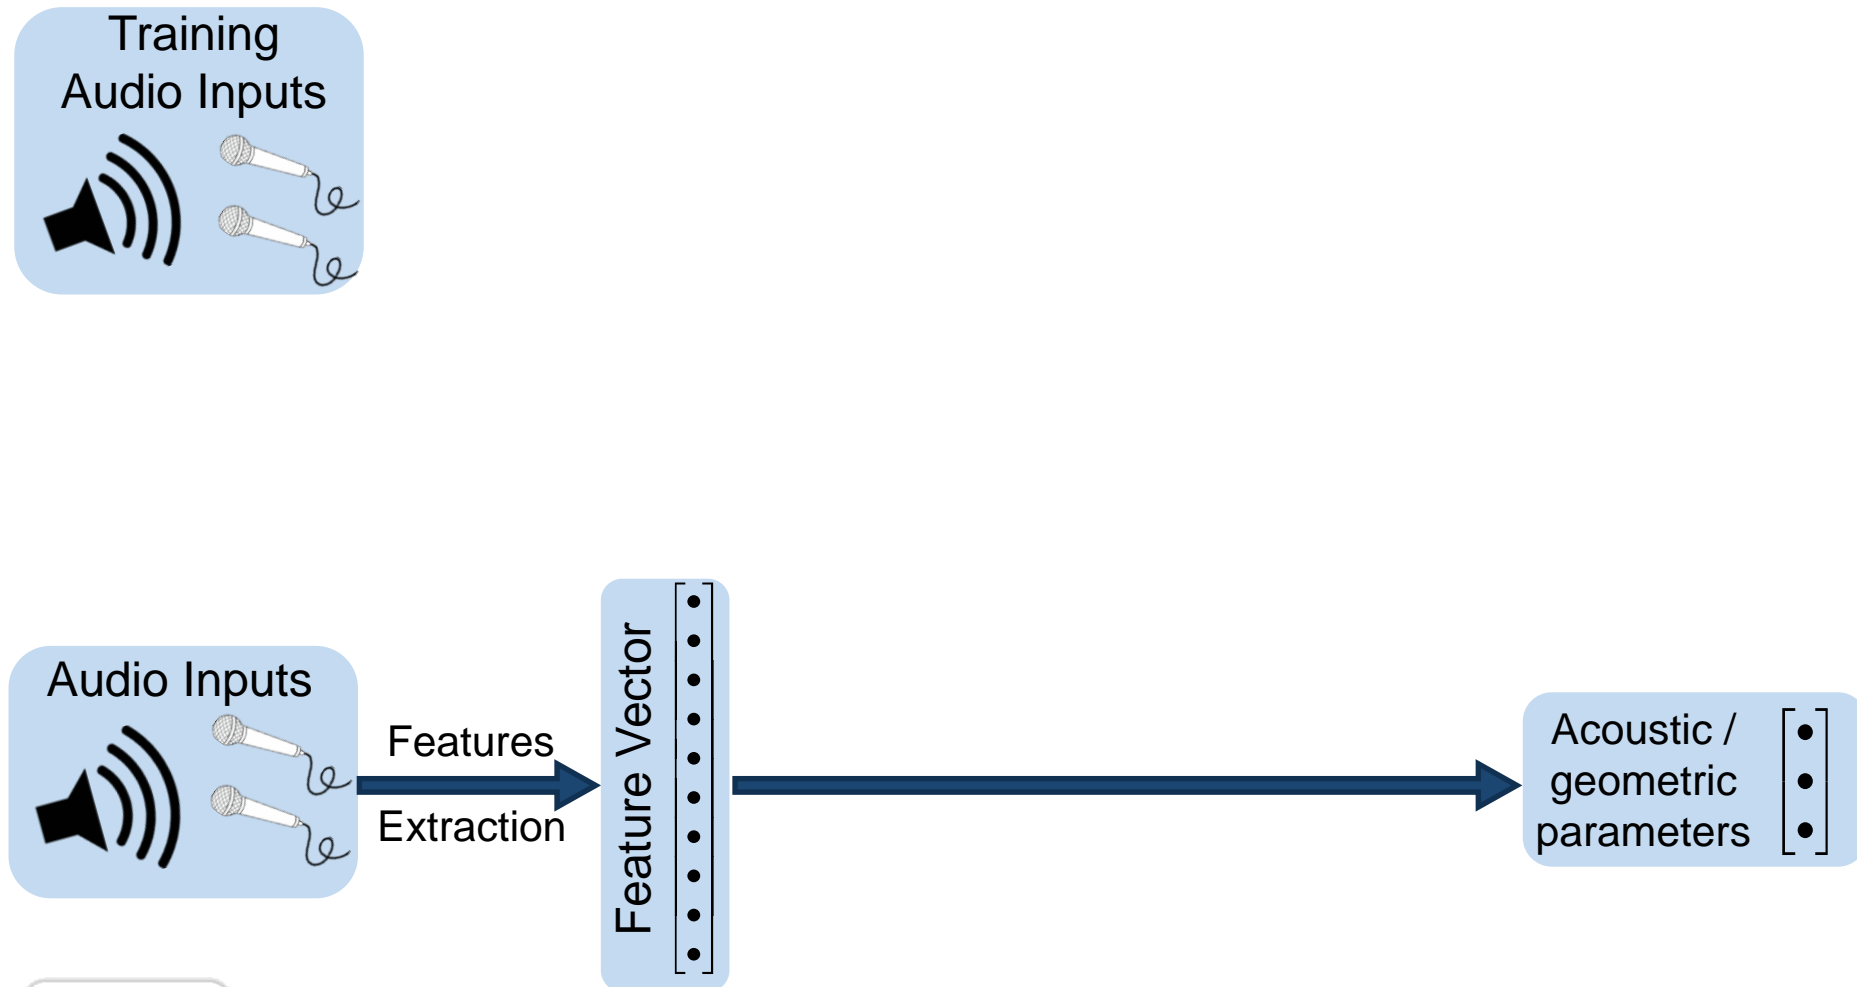 Training
Audio Inputs
Audio Inputs
Features
Extraction
Feature Vector
Acoustic /
geometric
parameters